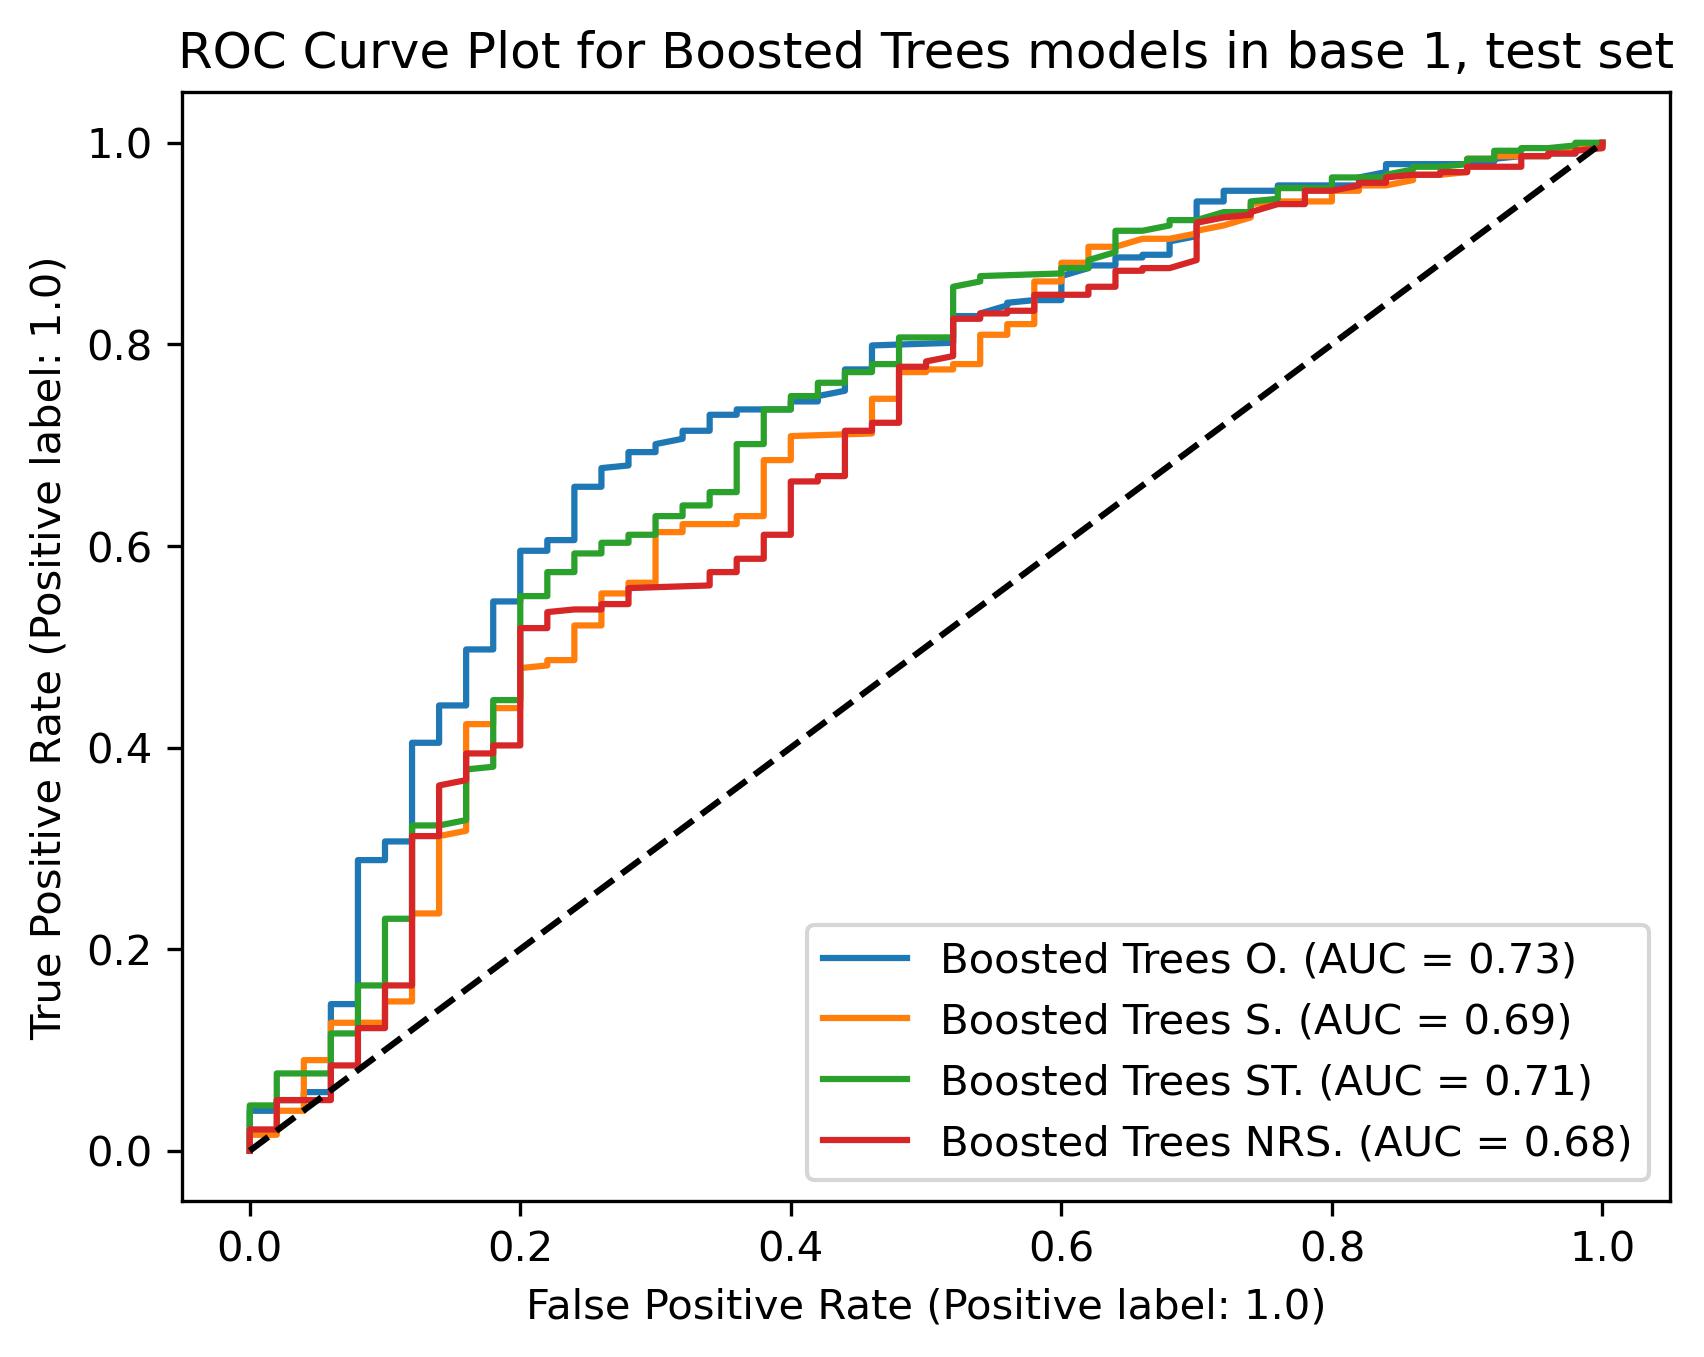 ROC Curve Plot for Boosted Trees models in base 1, test set
True Positive Rate (Positive label: 1.0)
1.0
0.8
0.6
0.4
0.2
0.0
Boosted Trees O. (AUC = 0.73)
Boosted Trees S. (AUC = 0.69)
Boosted Trees ST. (AUC = 0.71)
Boosted Trees NRS. (AUC = 0.68)
0.0 0.2 0.4 0.6 0.8 1.0
False Positive Rate (Positive label: 1.0)